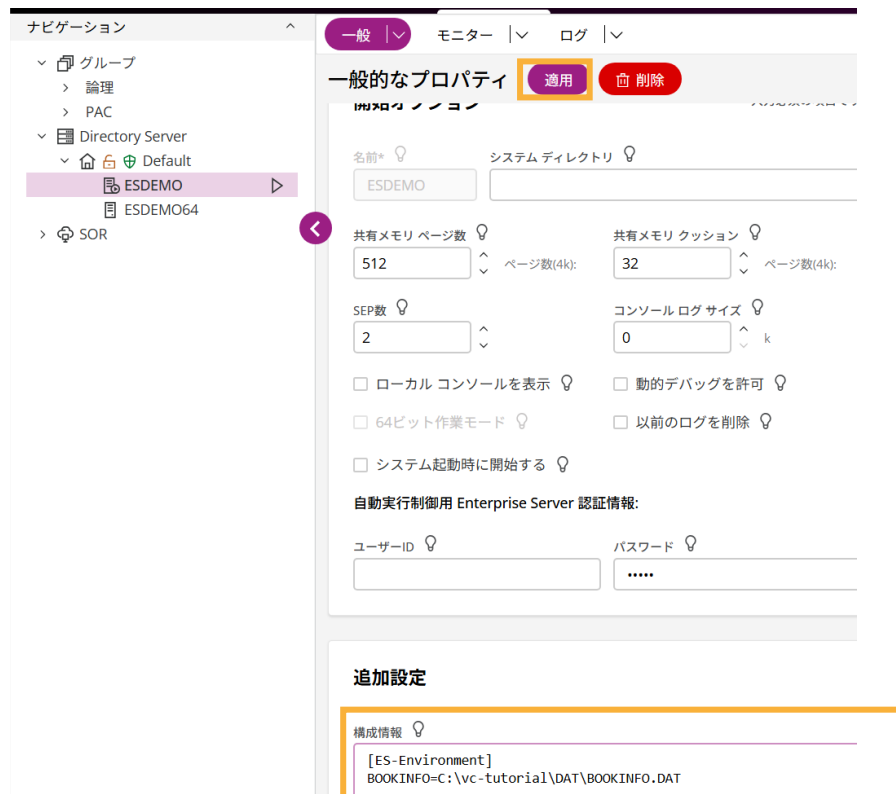 ナビゲーション
グループ
論理
PAC
Directory Server
Default
ESDEMO
ESDEMO64
SOR
一般 モニター ログ
一般的なプロパティ 適用 削除
開始オプション
名前* システム ディレクトリ
ESDEMO
共有メモリ ページ数 共有メモリ クッション
512 ページ数(4k): 32 ページ数(4k):
SEP数 コンソール ログ サイズ
2 0 k
ローカル コンソールを表示 動的デバッグを許可
64ビット作業モード 以前のログを削除
システム起動時に開始する
自動実行制御用 Enterprise Server 認証情報:
ユーザーID パスワード
•••••
追加設定
構成情報
[ES-Environment]
BOOKINFO=C:\vc-tutorial\DAT\BOOKINFO.DAT